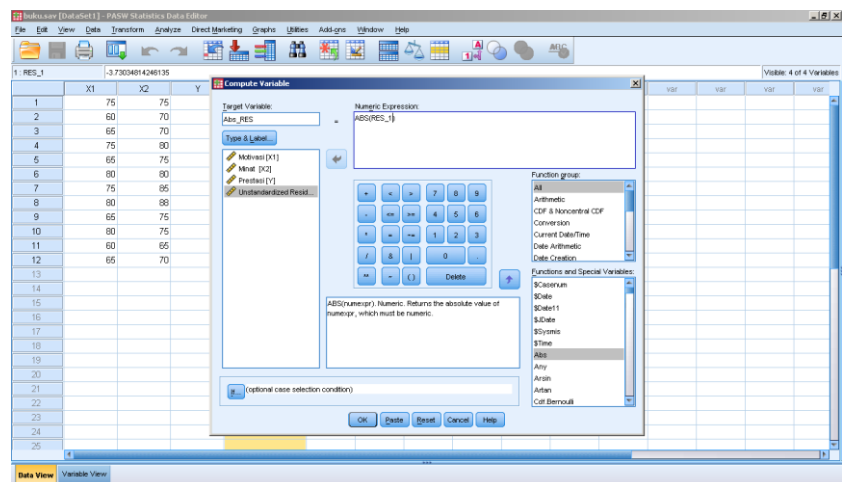 buku.sav [DataSet1] - PASW Statistics Data Editor
File Edit View Data Transform Analyze Direct Marketing Graphs Utilities Add-ons Window Help
1 : RES_1 -3.73034814246135 Visible: 4 of 4 Variables
X1 X2 Y var var var var
1 75 75
2 60 70
3 65 70
4 75 80
5 65 75
6 80 80
7 75 85
8 80 88
9 65 75
10 80 75
11 60 65
12 65 70
13
14
15
16
17
18
19
20
21
22
23
24
25
Compute Variable
Target Variable:
Abs_RES
=
Numeric Expression:
ABS(RES_1)
Type & Label...
Motivasi [X1]
Minat [X2]
Prestasi [Y]
Unstandardized Resid...
+ < > 7 8 9
- <= >= 4 5 6
* = ~= 1 2 3
/ & | 0 .
** ~ ( ) Delete
Function group:
All
Arithmetic
CDF & Noncentral CDF
Conversion
Current Date/Time
Date Arithmetic
Date Creation
Functions and Special Variables:
$Casenum
$Date
$Date11
$JDate
$Sysmis
$Time
Abs
Any
Arsin
Artan
Cdf.Bernoulli
ABS(numexpr). Numeric. Returns the absolute value of
numexpr, which must be numeric.
If... (optional case selection condition)
OK Paste Reset Cancel Help
Data View Variable View